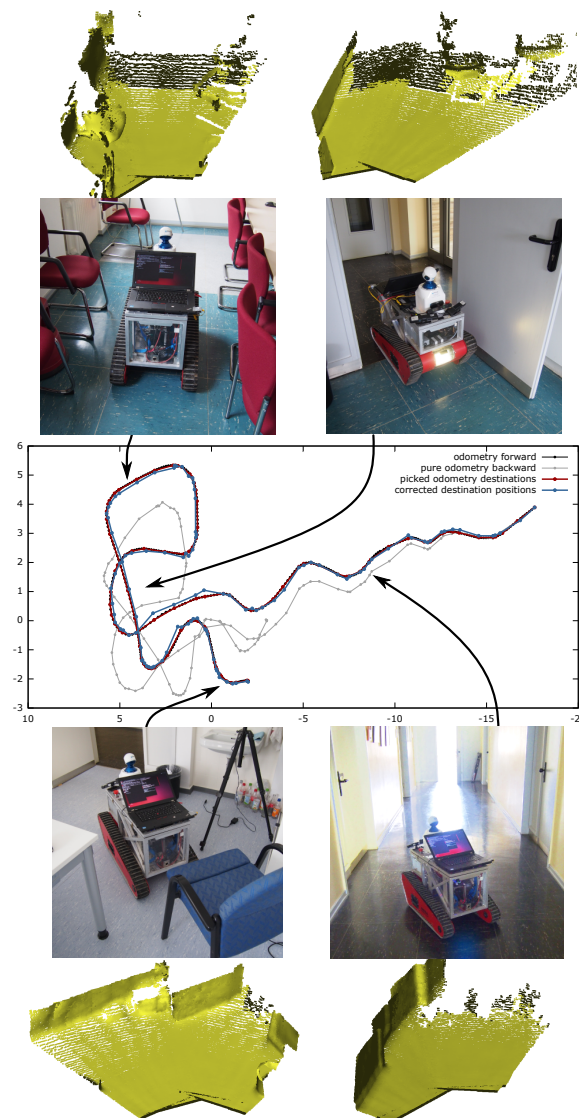 6
5
4
3
2
1
0
-1
-2
-3
odometry forward
pure odometry backward
picked odometry destinations
corrected destination positions
10 5 0 -5 -10 -15 -2